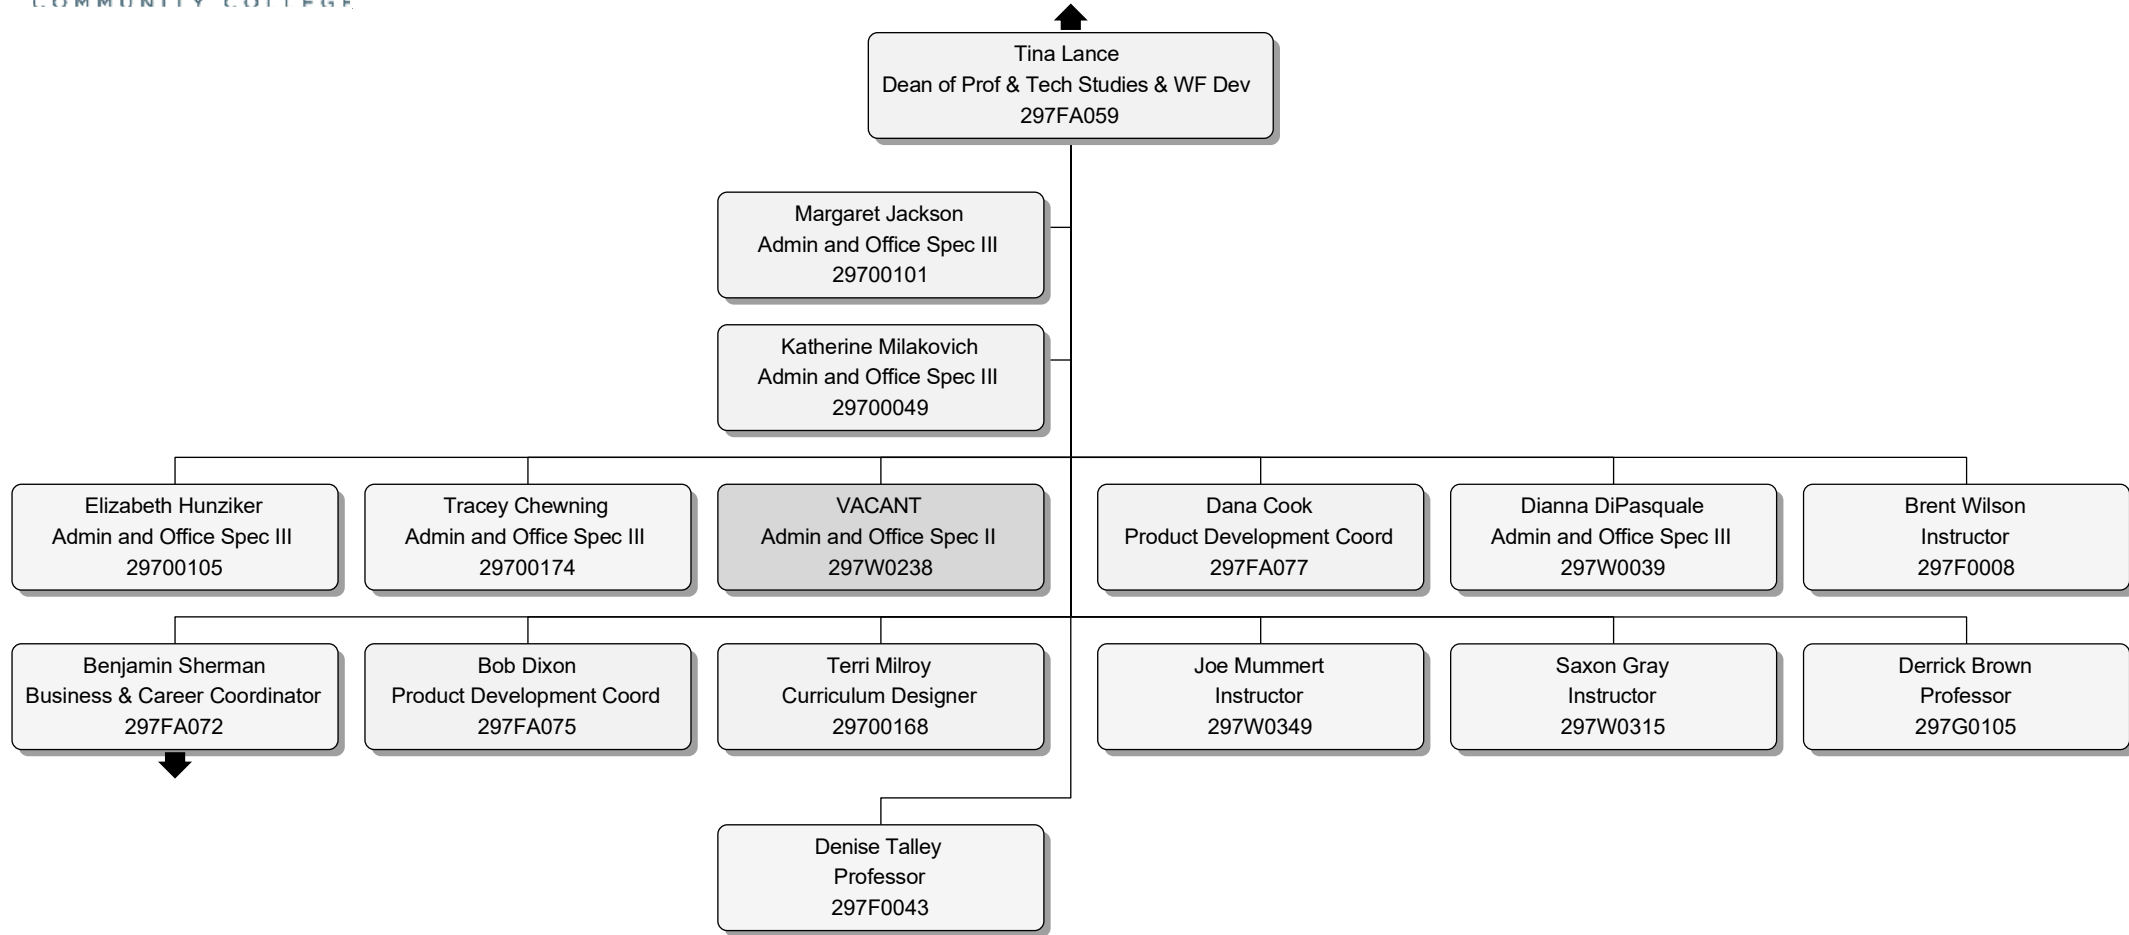 COMMUNITY COLLEGE
Tina Lance
Dean of Prof & Tech Studies & WF Dev
297FA059
Margaret Jackson
Admin and Office Spec III
29700101
Katherine Milakovich
Admin and Office Spec III
29700049
Elizabeth Hunziker
Admin and Office Spec III
29700105
Tracey Chewning
Admin and Office Spec III
29700174
VACANT
Admin and Office Spec II
297W0238
Dana Cook
Product Development Coord
297FA077
Dianna DiPasquale
Admin and Office Spec III
297W0039
Brent Wilson
Instructor
297F0008
Benjamin Sherman
Business & Career Coordinator
297FA072
Bob Dixon
Product Development Coord
297FA075
Terri Milroy
Curriculum Designer
29700168
Joe Mummert
Instructor
297W0349
Saxon Gray
Instructor
297W0315
Derrick Brown
Professor
297G0105
Denise Talley
Professor
297F0043